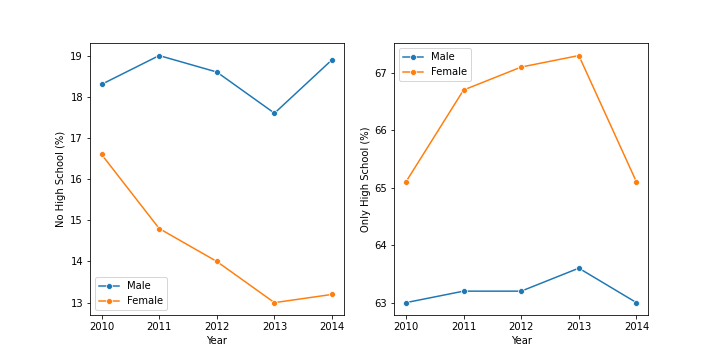 No High School (%)
19
18
17
16
15
14
13
Male
Female
2010 2011 2012 2013 2014
Year
Only High School (%)
67
66
65
64
63
Male
Female
2010 2011 2012 2013 2014
Year